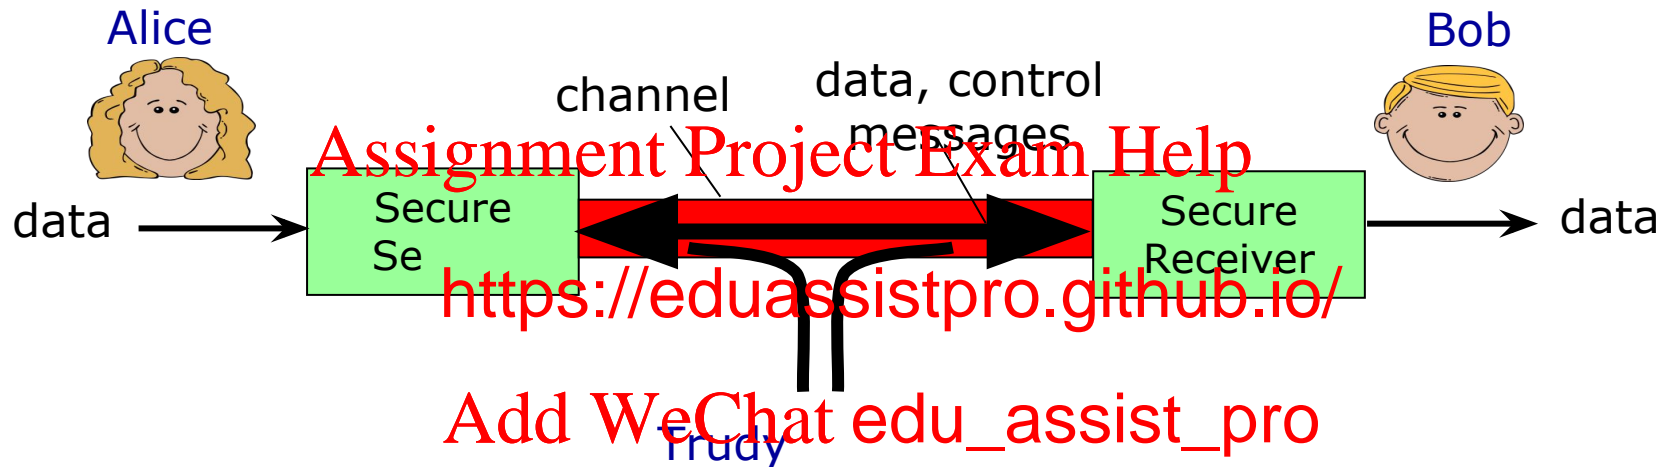 Alice
Bob
channel
data, control
messages
Assignment Project Exam Help
data
Secure
Se
Secure
Receiver
data
https://eduassistpro.github.io/
Add WeChat edu_assist_pro
Trudy